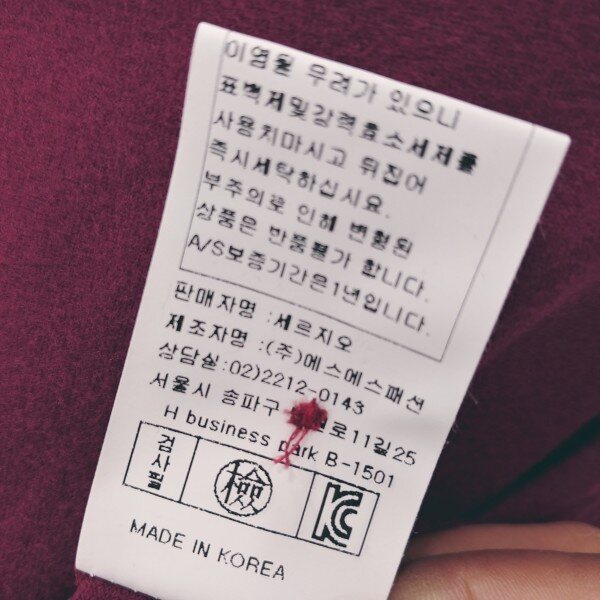 이염될 우려가 있으니
표백제및강력효소세제를
사용치마시고 뒤집어
즉시세탁하십시요.
부주의로 인해 변형된
상품은 반품불가 합니다.
A/S보증기간은1년입니다.
판매자명 : 세르지오
제조자명 : (주)에스에스패션
상담실:02)2212-0143
서울시 송파구 11길25
H business park B-1501
검사필 檢 KC
MADE IN KOREA